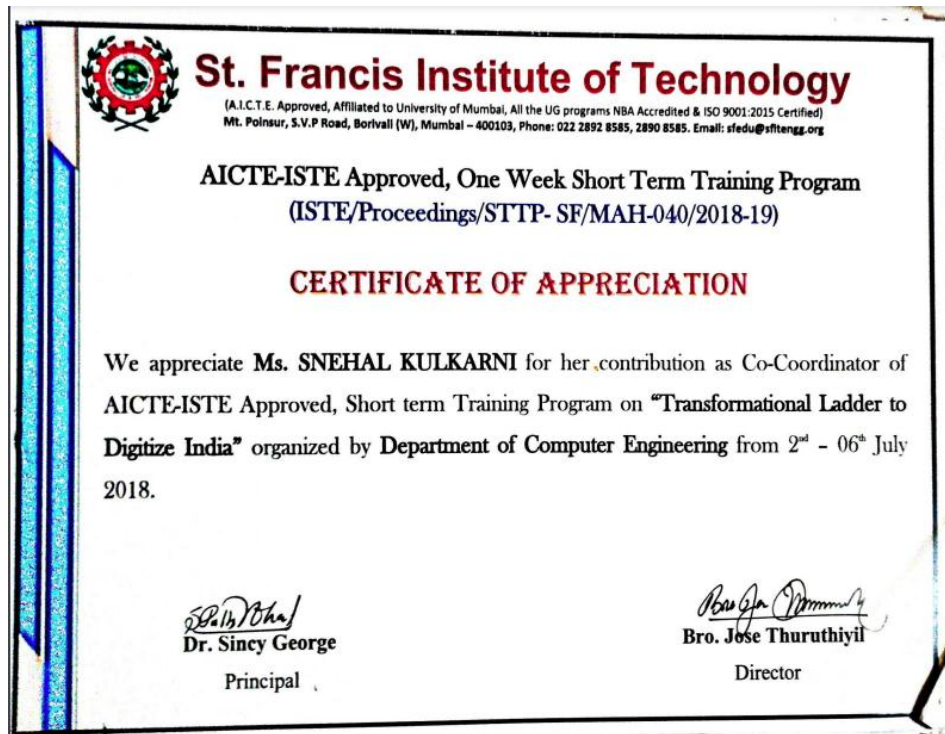 St. Francis Institute of Technology
(A.I.C.T.E. Approved, Affiliated to University of Mumbai, All the UG programs NBA Accredited & ISO 9001:2015 Certified)
Mt. Poinsur, S.V.P Road, Borivali (W), Mumbai – 400103, Phone: 022 2892 8585, 2890 8585. Email: sfedu@sfitengg.org
AICTE-ISTE Approved, One Week Short Term Training Program
(ISTE/Proceedings/STTP- SF/MAH-040/2018-19)
CERTIFICATE OF APPRECIATION
We appreciate Ms. SNEHAL KULKARNI for her contribution as Co-Coordinator of
AICTE-ISTE Approved, Short term Training Program on “Transformational Ladder to
Digitize India” organized by Department of Computer Engineering from 2nd – 06th July
2018.
Dr. Sincy George
Principal
Bro. Jose Thuruthiyil
Director